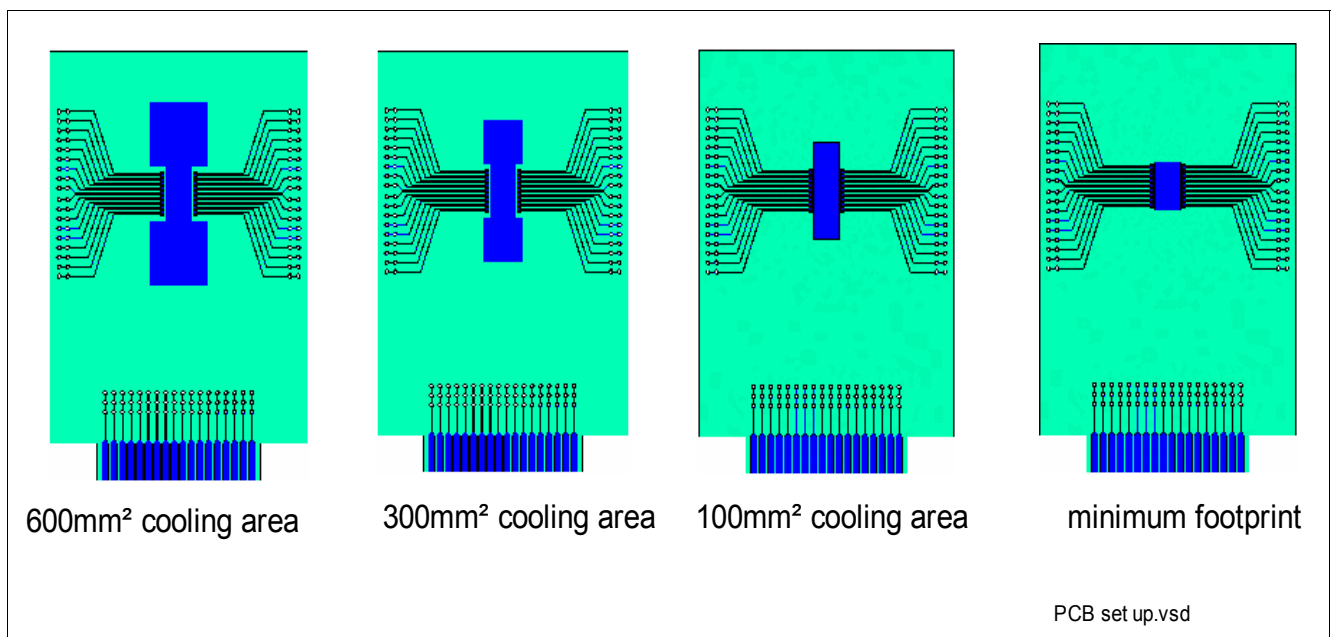 600mm² cooling area
300mm² cooling area
100mm² cooling area
minimum footprint
PCB set up.vsd